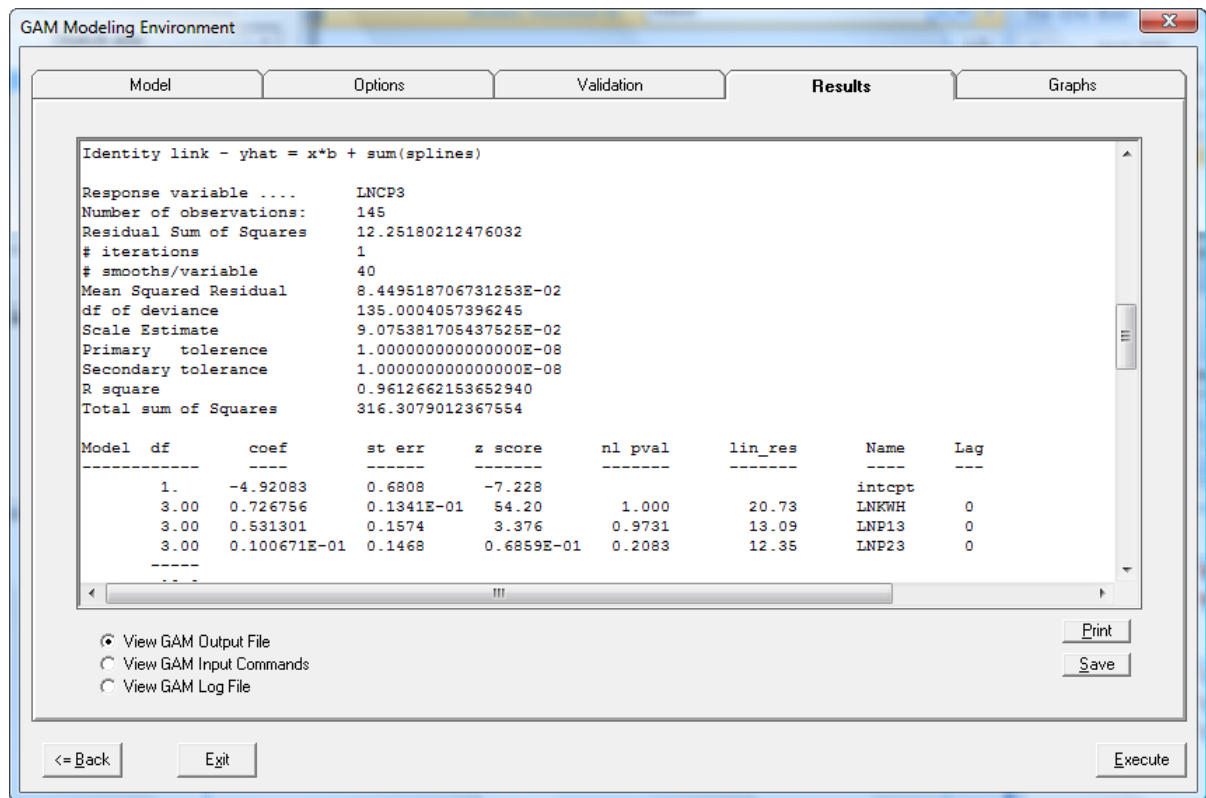 GAM Modeling Environment
x
Model Options Validation Results Graphs
Identity link - yhat = x*b + sum(splines)
Response variable .... LNCP3
Number of observations: 145
Residual Sum of Squares 12.25180212476032
# iterations 1
# smooths/variable 40
Mean Squared Residual 8.449518706731253E-02
df of deviance 135.0004057396245
Scale Estimate 9.075381705437525E-02
Primary tolerence 1.000000000000000E-08
Secondary tolerance 1.000000000000000E-08
R square 0.9612662153652940
Total sum of Squares 316.3079012367554
Model df coef st err z score nl pval lin_res Name Lag
------------ ---- ------ ------- ------- ------- ---- ---
1. -4.92083 0.6808 -7.228 intcpt
3.00 0.726756 0.1341E-01 54.20 1.000 20.73 LNKWH 0
3.00 0.531301 0.1574 3.376 0.9731 13.09 LNP13 0
3.00 0.100671E-01 0.1468 0.6859E-01 0.2083 12.35 LNP23 0
-----
View GAM Output File
View GAM Input Commands
View GAM Log File
Print
Save
<= Back Exit Execute